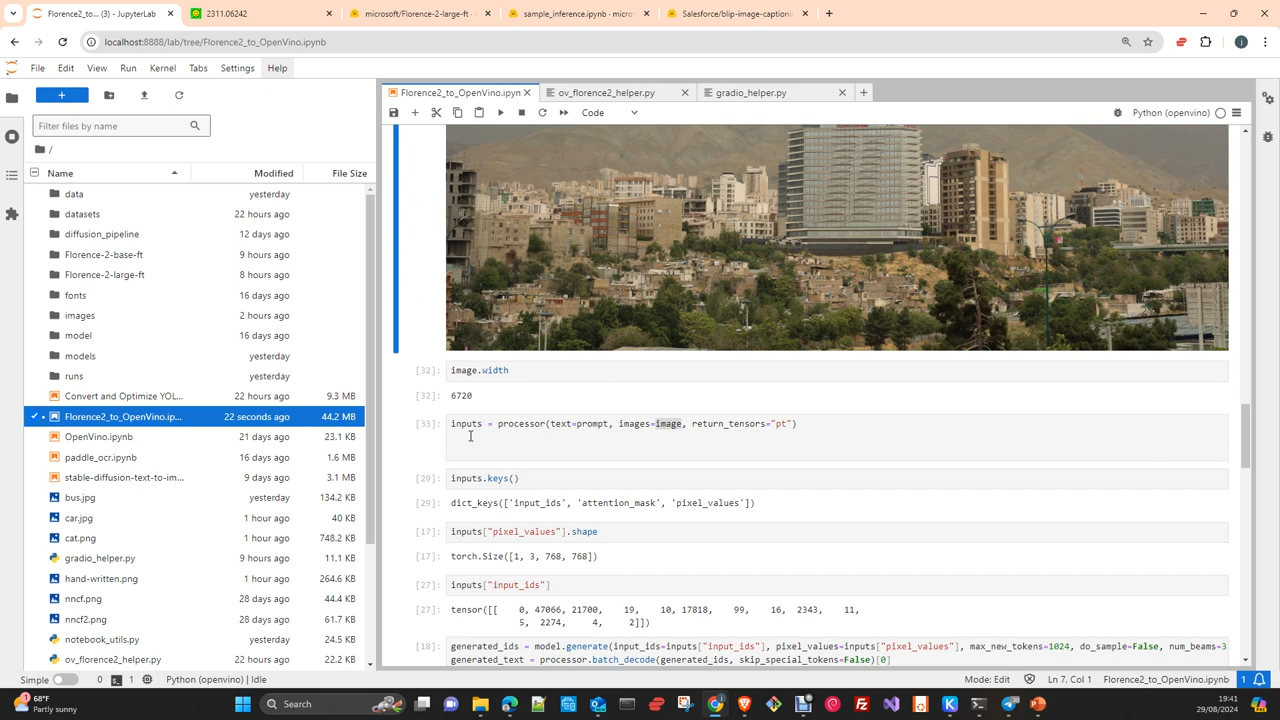 Florence2_to... (3) - JupyterLab
2311.06242
microsoft/Florence-2-large-ft ·
sample_inference.ipynb · micros
Salesforce/blip-image-captionin
localhost:8888/lab/tree/Florence2_to_OpenVino.ipynb
File Edit View Run Kernel Tabs Settings Help
Filter files by name
/
Name Modified File Size
data yesterday
datasets 22 hours ago
diffusion_pipeline 12 days ago
Florence-2-base-ft 9 hours ago
Florence-2-large-ft 8 hours ago
fonts 16 days ago
images 2 hours ago
model 16 days ago
models yesterday
runs yesterday
Convert and Optimize YOL... 22 hours ago 9.3 MB
Florence2_to_OpenVino.ip... 22 seconds ago 44.2 MB
OpenVino.ipynb 21 days ago 23.1 KB
paddle_ocr.ipynb yesterday 1.6 MB
stable-diffusion-text-to-im... 9 days ago 3.1 MB
bus.jpg yesterday 134.2 KB
car.jpg 1 hour ago 40 KB
cat.png 1 hour ago 748.2 KB
gradio_helper.py 9 hours ago 11.1 KB
hand-written.png 1 hour ago 264.6 KB
nncf.png 20 days ago 44.4 KB
nncf2.png 20 days ago 61.7 KB
notebook_utils.py yesterday 24.5 KB
ov_florence2_helper.py 22 hours ago 22.2 KB
Florence2_to_OpenVino.ipyn
ov_florence2_helper.py
gradio_helper.py
Code
Python (openvino)
[32]: image.width
[32]: 6720
[33]: inputs = processor(text=prompt, images=image, return_tensors="pt")
[29]: inputs.keys()
[29]: dict_keys(['input_ids', 'attention_mask', 'pixel_values'])
[17]: inputs["pixel_values"].shape
[17]: torch.Size([1, 3, 768, 768])
[27]: inputs["input_ids"]
[27]: tensor([[ 0, 47066, 21700, 19, 10, 17818, 99, 16, 2343, 11,
5, 2274, 4, 2]])
[18]: generated_ids = model.generate(input_ids=inputs["input_ids"], pixel_values=inputs["pixel_values"], max_new_tokens=1024, do_sample=False, num_beams=3
generated_text = processor.batch_decode(generated_ids, skip_special_tokens=False)[0]
Simple 0 1 Python (openvino) | Idle Mode: Edit Ln 7, Col 1 Florence2_to_OpenVino.ipynb 1
68°F
Partly sunny
Search
19:41
29/08/2024